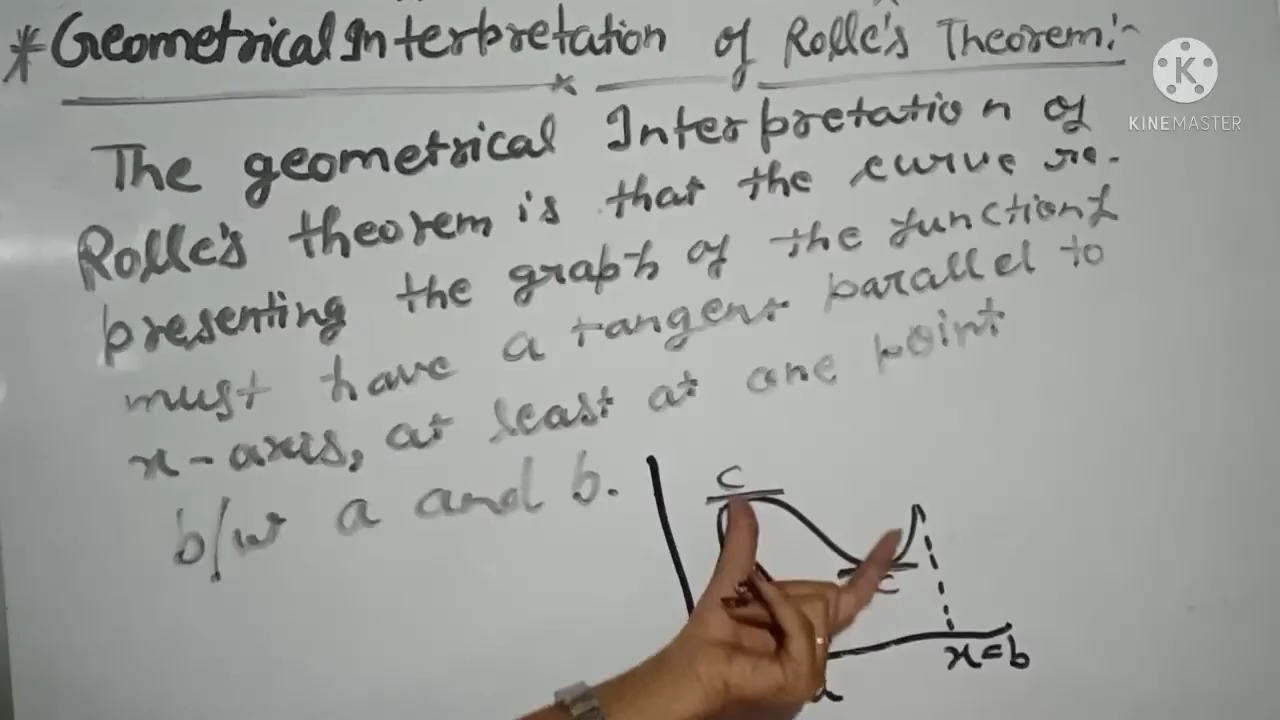 * Geometrical Interpretation of Rolle's Theorem:-
K
KINEMASTER
The geometrical Interpretation of
Rolle's theorem is that the curve re-
presenting the graph of the function f
must have a tangent parallel to
x-axis, at least at one point
b/w a and b.
C
C
x=b